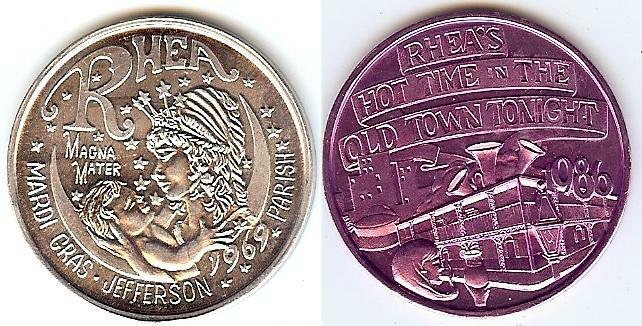 RHEA
MAGNA
MATER
MARDI GRAS · JEFFERSON PARISH
1969
RHEA'S
HOT TIME IN THE
OLD TOWN TONIGHT
1986